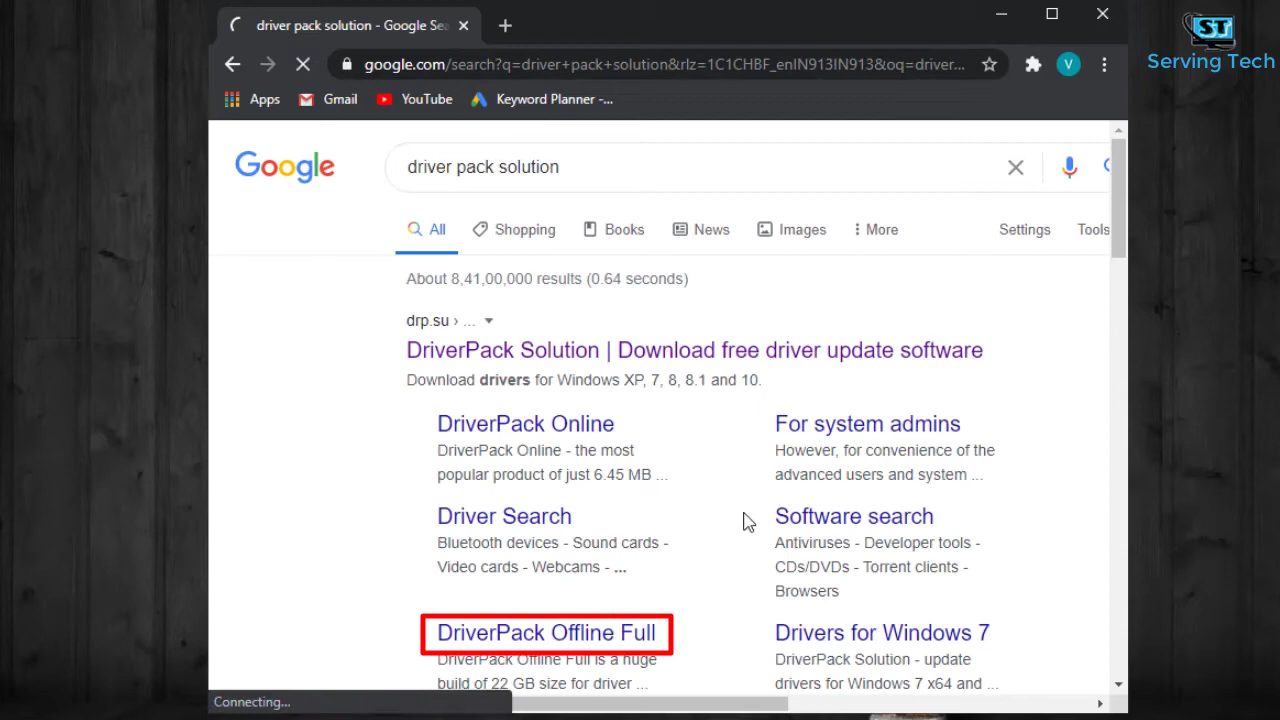 driver pack solution - Google Sea
ST
Serving Tech
google.com/search?q=driver+pack+solution&rlz=1C1CHBF_enIN913IN913&oq=driver...
V
Apps
Gmail
YouTube
Keyword Planner -...
Google
driver pack solution
All
Shopping
Books
News
Images
More
Settings
Tools
About 8,41,00,000 results (0.64 seconds)
drp.su › ...
DriverPack Solution | Download free driver update software
Download drivers for Windows XP, 7, 8, 8.1 and 10.
DriverPack Online
DriverPack Online - the most
popular product of just 6.45 MB ...
For system admins
However, for convenience of the
advanced users and system ...
Driver Search
Bluetooth devices - Sound cards -
Video cards - Webcams - ...
Software search
Antiviruses - Developer tools -
CDs/DVDs - Torrent clients -
Browsers
DriverPack Offline Full
DriverPack Offline Full is a huge
build of 22 GB size for driver ...
Drivers for Windows 7
DriverPack Solution - update
drivers for Windows 7 x64 and ...
Connecting...